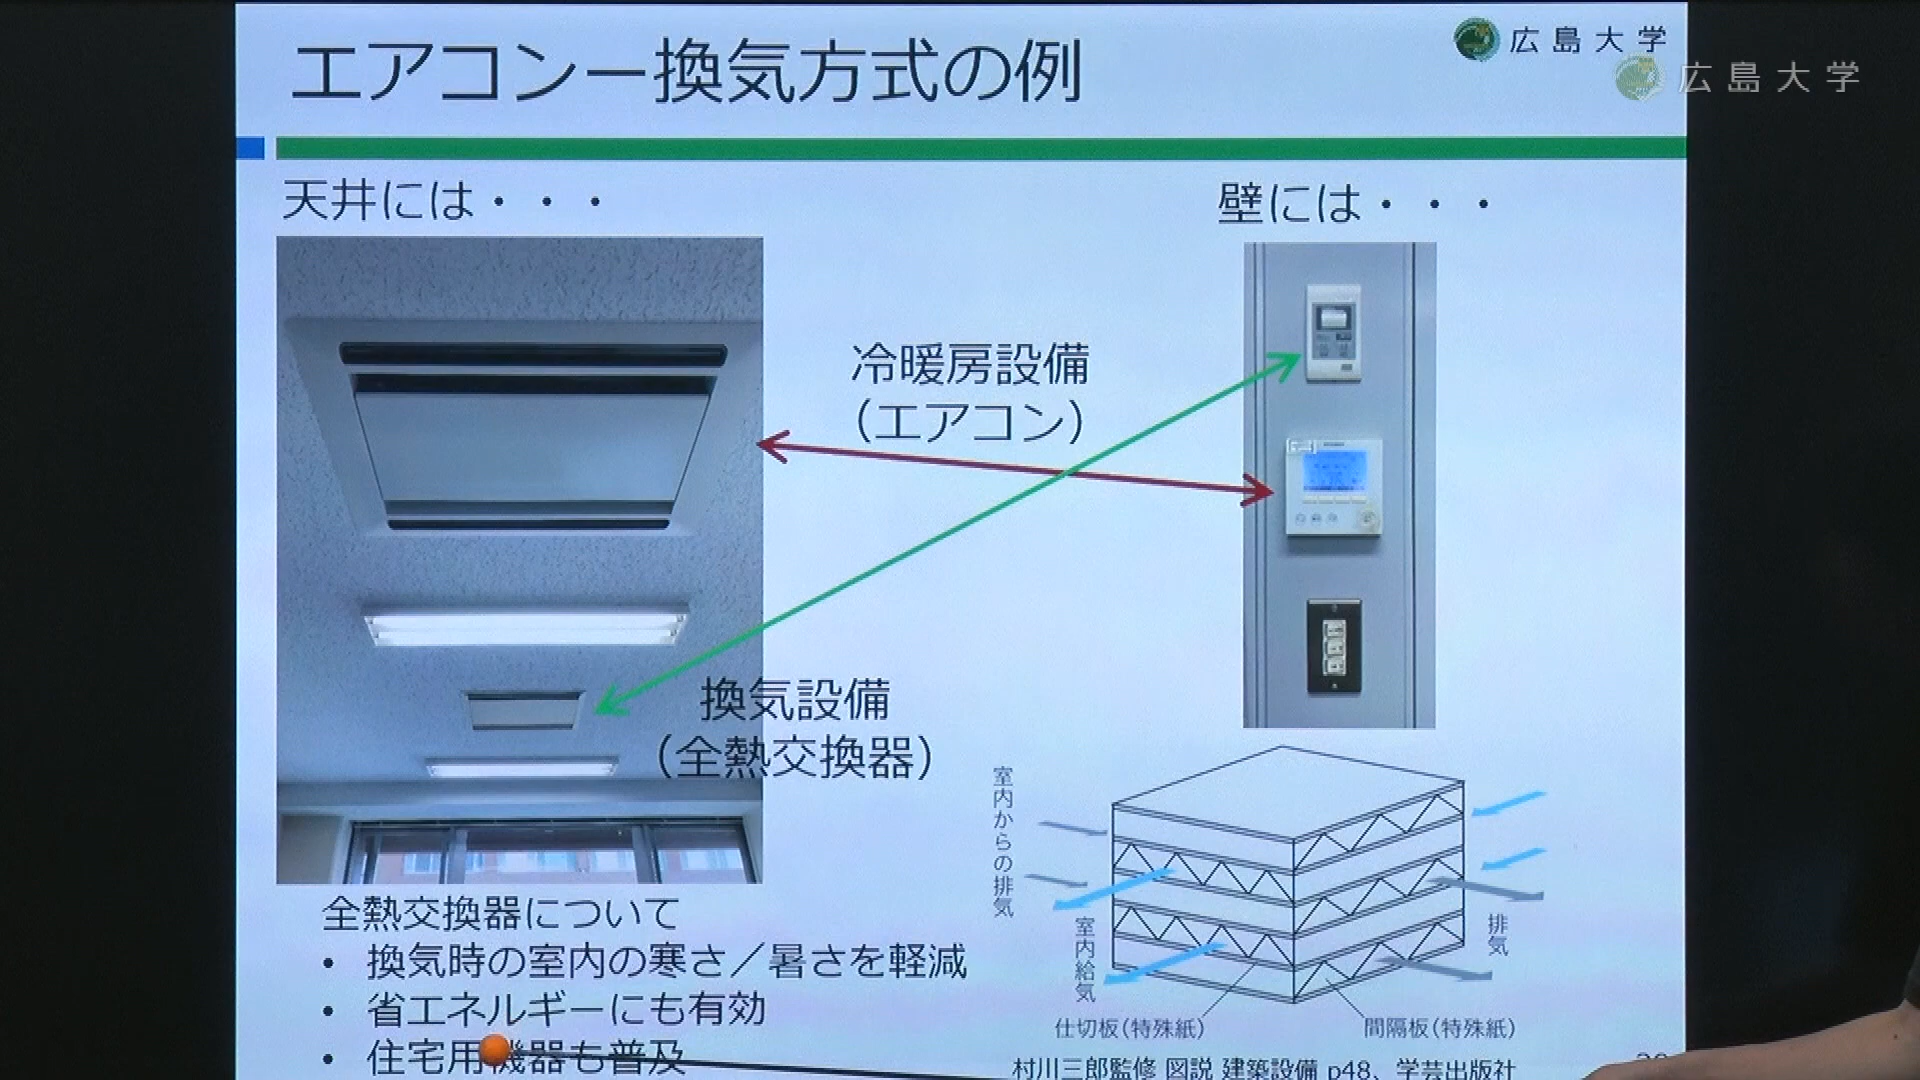 エアコンー換気方式の例
広島大学
広島大学
天井には・・・
壁には・・・
冷暖房設備
（エアコン）
換気設備
（全熱交換器）
全熱交換器について
• 換気時の室内の寒さ／暑さを軽減
• 省エネルギーにも有効
• 住宅用機器も普及
室内からの排気
室内給気
排気
仕切板(特殊紙)
間隔板(特殊紙)
村川三郎監修 図説 建築設備 p48、学芸出版社